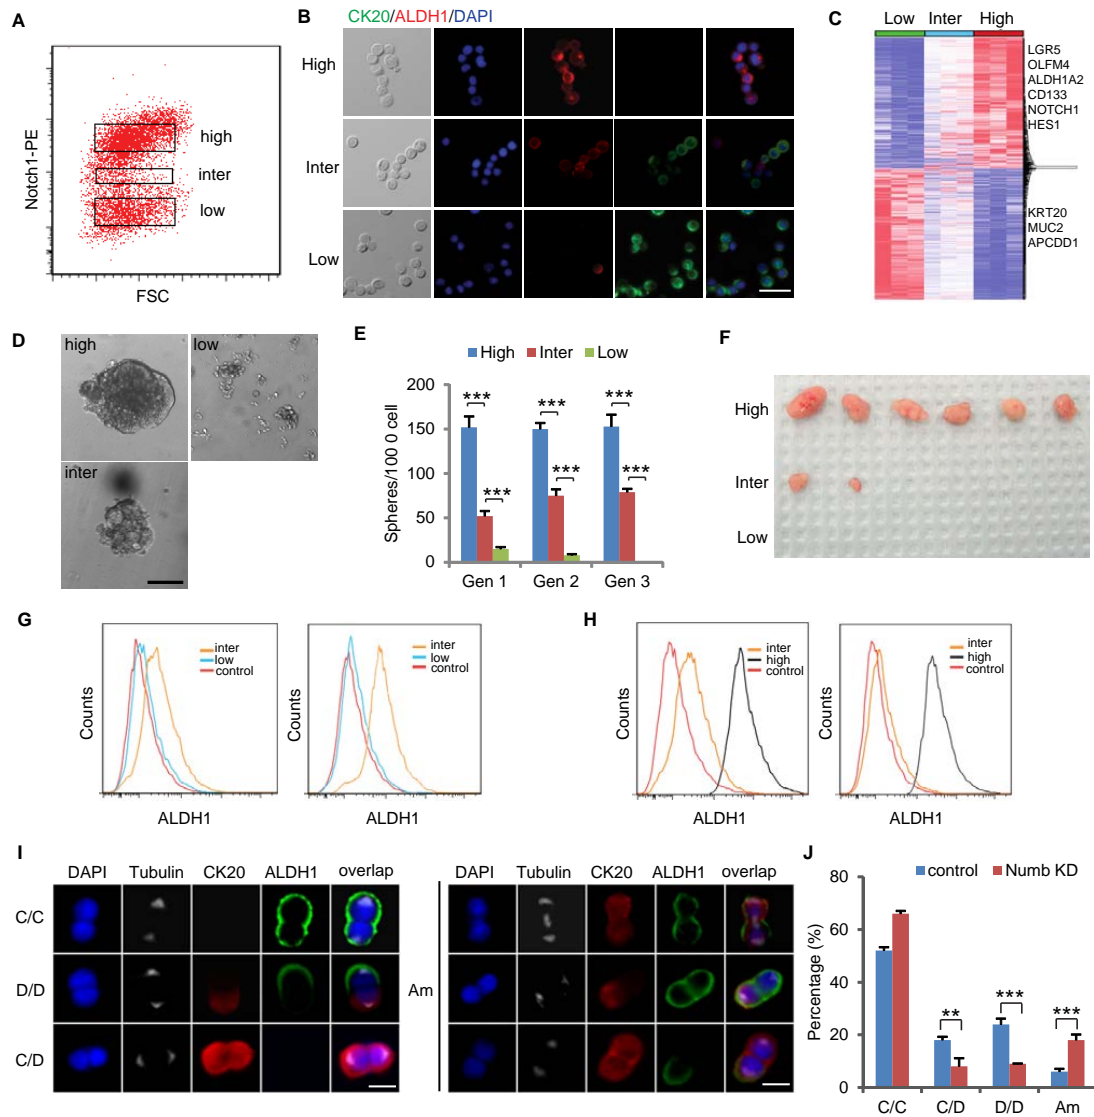 A
Notch1-PE
high
inter
low
FSC
B
CK20/ALDH1/DAPI
High
Inter
Low
C
Low Inter High
LGR5
OLFM4
ALDH1A2
CD133
NOTCH1
HES1
KRT20
MUC2
APCDD1
D
high
low
inter
E
High Inter Low
Spheres/100 0 cell
200
150
100
50
0
***
***
***
***
***
***
Gen 1 Gen 2 Gen 3
F
High
Inter
Low
G
Counts
inter
low
control
ALDH1
Counts
inter
low
control
ALDH1
H
Counts
inter
high
control
ALDH1
Counts
inter
high
control
ALDH1
I
DAPI Tubulin CK20 ALDH1 overlap
C/C
D/D
C/D
DAPI Tubulin CK20 ALDH1 overlap
Am
J
control Numb KD
Percentage (%)
80
60
40
20
0
**
***
***
C/C C/D D/D Am